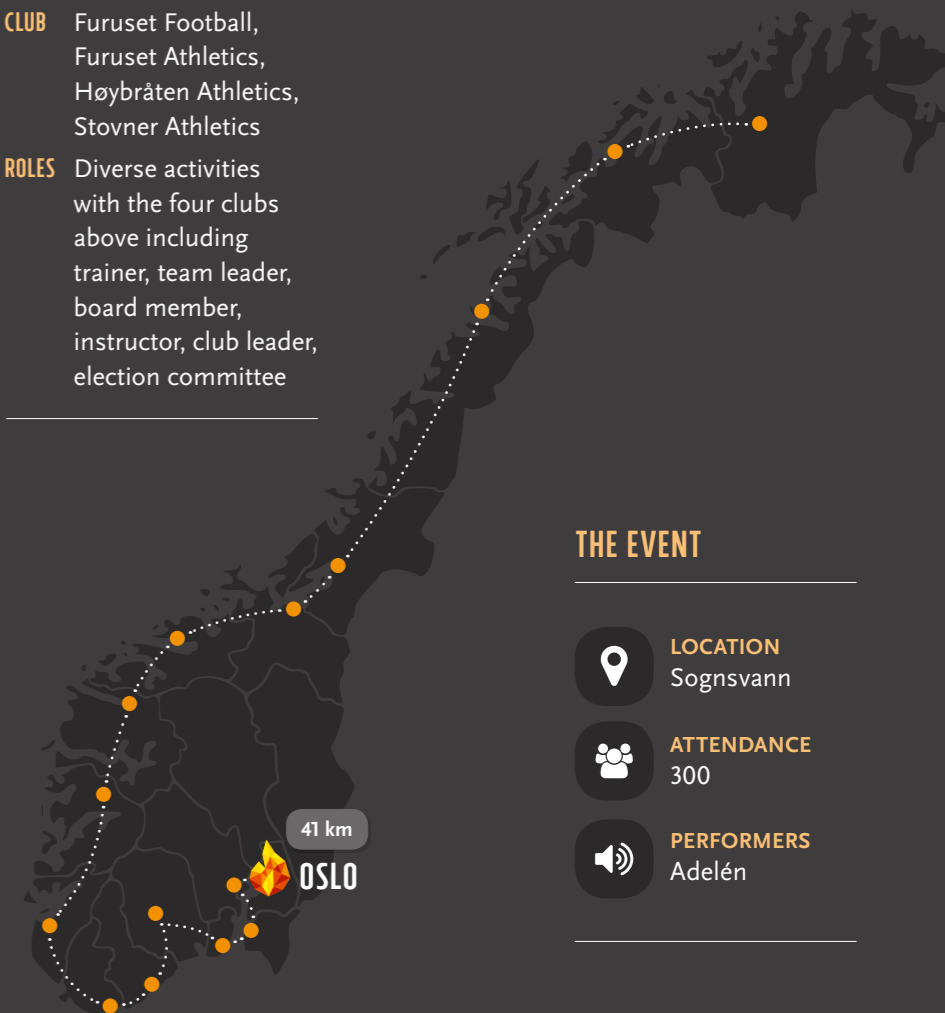 CLUB Furuset Football,
Furuset Athletics,
Høybråten Athletics,
Stovner Athletics
ROLES Diverse activities
with the four clubs
above including
trainer, team leader,
board member,
instructor, club leader,
election committee
41 km
OSLO
THE EVENT
LOCATION
Sognsvann
ATTENDANCE
300
PERFORMERS
Adelén